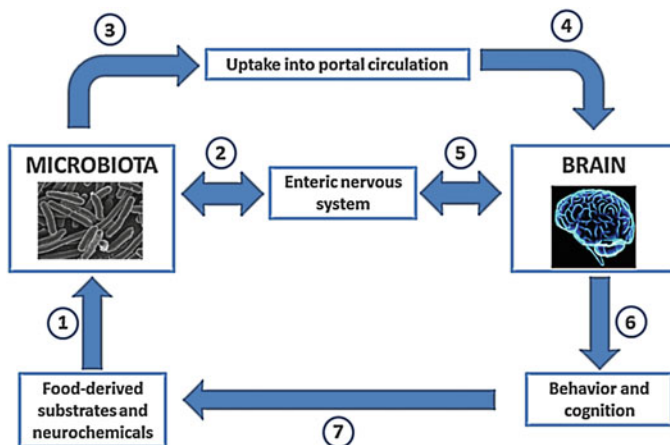 3
4
Uptake into portal circulation
MICROBIOTA
2
Enteric nervous
system
5
BRAIN
1
6
Food-derived
substrates and
neurochemicals
7
Behavior and
cognition